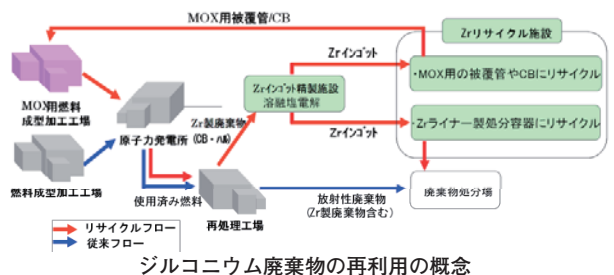 MOX用被覆管/CB
Zrｲﾝｺﾞｯﾄ
Zrリサイクル施設
・MOX用の被覆管やCBにリサイクル
Zrｲﾝｺﾞｯﾄ精製施設
溶融塩電解
MOX用燃料
成型加工工場
Zr製廃棄物
(CB・ﾊﾙ)
原子力発電所
・Zrライナー製処分容器にリサイクル
Zrｲﾝｺﾞｯﾄ
燃料成型加工工場
使用済み燃料
再処理工場
放射性廃棄物
(Zr製廃棄物含む)
廃棄物処分場
リサイクルフロー
従来フロー
ジルコニウム廃棄物の再利用の概念